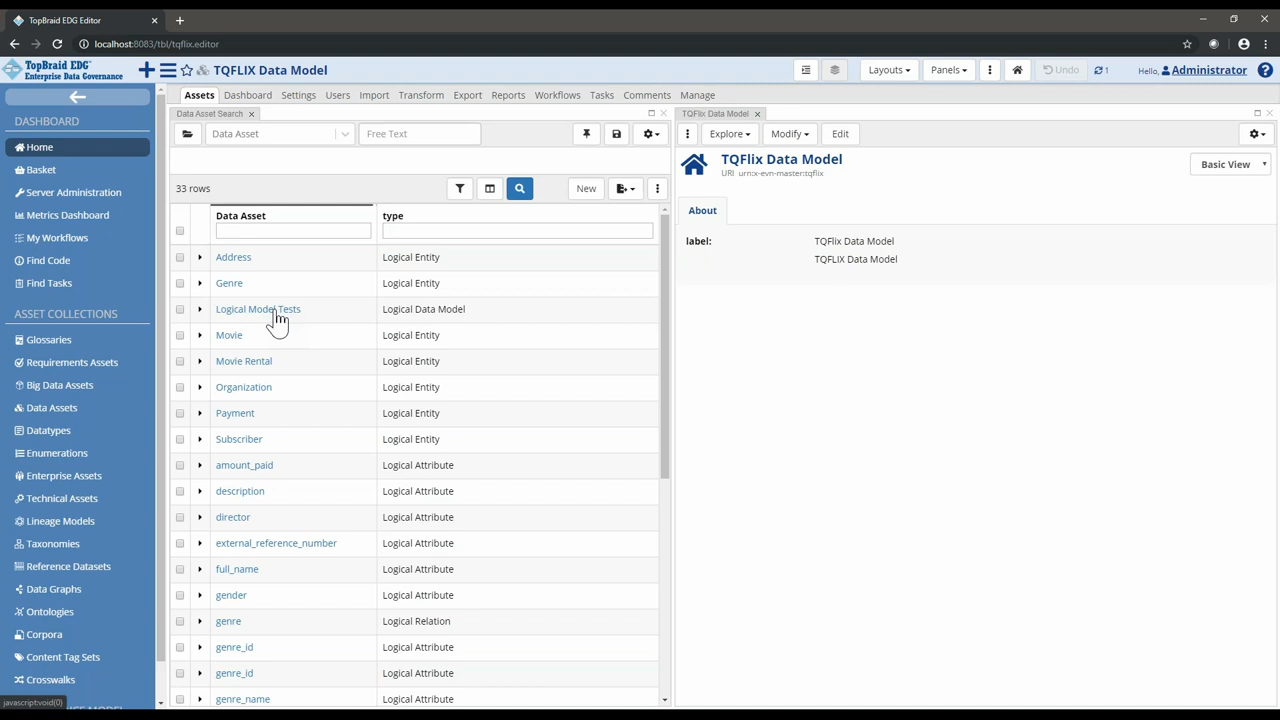 TopBraid EDG Editor
localhost:8083/tbl/tqflix.editor
TopBraid EDG™
Enterprise Data Governance
TQFLIX Data Model
Layouts
Panels
Undo
1
Hello, Administrator
Assets Dashboard Settings Users Import Transform Export Reports Workflows Tasks Comments Manage
DASHBOARD
Home
Basket
Server Administration
Metrics Dashboard
My Workflows
Find Code
Find Tasks
ASSET COLLECTIONS
Glossaries
Requirements Assets
Big Data Assets
Data Assets
Datatypes
Enumerations
Enterprise Assets
Technical Assets
Lineage Models
Taxonomies
Reference Datasets
Data Graphs
Ontologies
Corpora
Content Tag Sets
Crosswalks
javascript:void(0)
Data Asset Search
Data Asset
Free Text
33 rows
New
Data Asset type
Address Logical Entity
Genre Logical Entity
Logical Model Tests Logical Data Model
Movie Logical Entity
Movie Rental Logical Entity
Organization Logical Entity
Payment Logical Entity
Subscriber Logical Entity
amount_paid Logical Attribute
description Logical Attribute
director Logical Attribute
external_reference_number Logical Attribute
full_name Logical Attribute
gender Logical Attribute
genre Logical Relation
genre_id Logical Attribute
genre_id Logical Attribute
genre_name Logical Attribute
TQFlix Data Model
Explore
Modify
Edit
TQFlix Data Model
URI urn:x-evn-master:tqflix
Basic View
About
label: TQFlix Data Model
TQFLIX Data Model